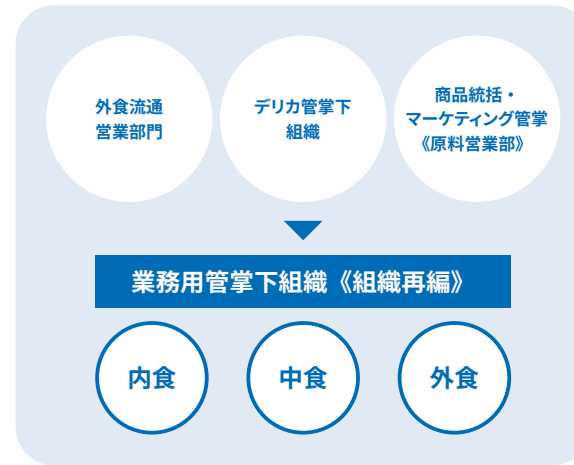 外食流通
営業部門
デリカ管掌下
組織
商品統括・
マーケティング管掌
《原料営業部》
業務用管掌下組織《組織再編》
内食
中食
外食